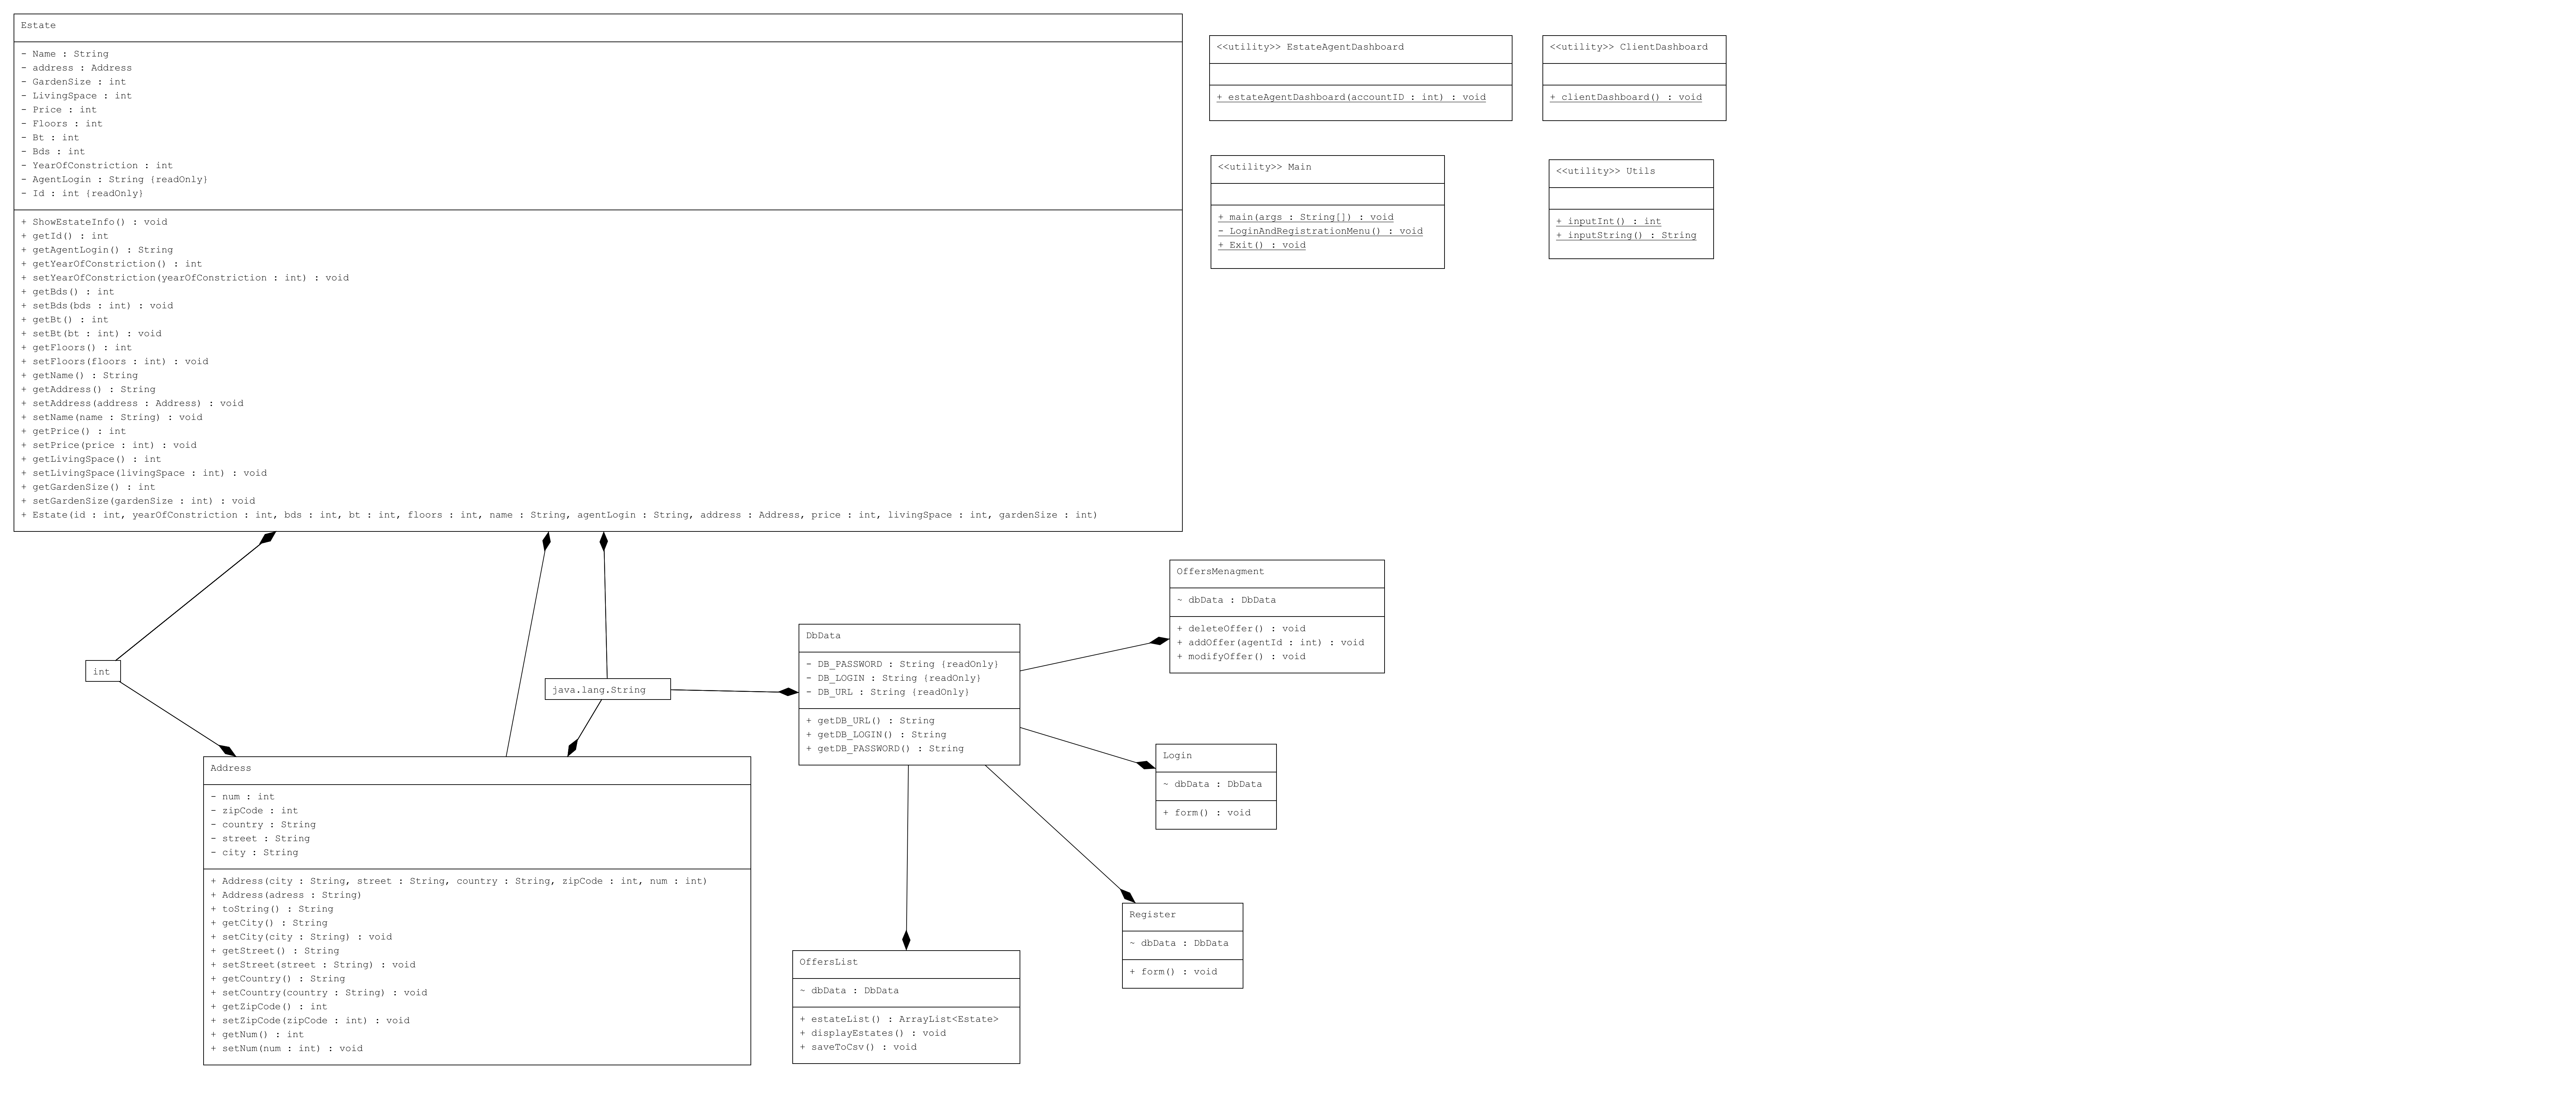 Estate
- Name : String
- address : Address
- GardenSize : int
- LivingSpace : int
- Price : int
- Floors : int
- Bt : int
- Bds : int
- YearOfConstriction : int
- AgentLogin : String {readOnly}
- Id : int {readOnly}
+ ShowEstateInfo() : void
+ getId() : int
+ getAgentLogin() : String
+ getYearOfConstriction() : int
+ setYearOfConstriction(yearOfConstriction : int) : void
+ getBds() : int
+ setBds(bds : int) : void
+ getBt() : int
+ setBt(bt : int) : void
+ getFloors() : int
+ setFloors(floors : int) : void
+ getName() : String
+ getAddress() : String
+ setAddress(address : Address) : void
+ setName(name : String) : void
+ getPrice() : int
+ setPrice(price : int) : void
+ getLivingSpace() : int
+ setLivingSpace(livingSpace : int) : void
+ getGardenSize() : int
+ setGardenSize(gardenSize : int) : void
+ Estate(id : int, yearOfConstriction : int, bds : int, bt : int, floors : int, name : String, agentLogin : String, address : Address, price : int, livingSpace : int, gardenSize : int)
<<utility>> EstateAgentDashboard
+ estateAgentDashboard(accountID : int) : void
<<utility>> ClientDashboard
+ clientDashboard() : void
<<utility>> Main
+ main(args : String[]) : void
- LoginAndRegistrationMenu() : void
+ Exit() : void
<<utility>> Utils
+ inputInt() : int
+ inputString() : String
OffersMenagment
~ dbData : DbData
+ deleteOffer() : void
+ addOffer(agentId : int) : void
+ modifyOffer() : void
int
java.lang.String
DbData
- DB_PASSWORD : String {readOnly}
- DB_LOGIN : String {readOnly}
- DB_URL : String {readOnly}
+ getDB_URL() : String
+ getDB_LOGIN() : String
+ getDB_PASSWORD() : String
Login
~ dbData : DbData
+ form() : void
Address
- num : int
- zipCode : int
- country : String
- street : String
- city : String
+ Address(city : String, street : String, country : String, zipCode : int, num : int)
+ Address(adress : String)
+ toString() : String
+ getCity() : String
+ setCity(city : String) : void
+ getStreet() : String
+ setStreet(street : String) : void
+ getCountry() : String
+ setCountry(country : String) : void
+ getZipCode() : int
+ setZipCode(zipCode : int) : void
+ getNum() : int
+ setNum(num : int) : void
Register
~ dbData : DbData
+ form() : void
OffersList
~ dbData : DbData
+ estateList() : ArrayList<Estate>
+ displayEstates() : void
+ saveToCsv() : void